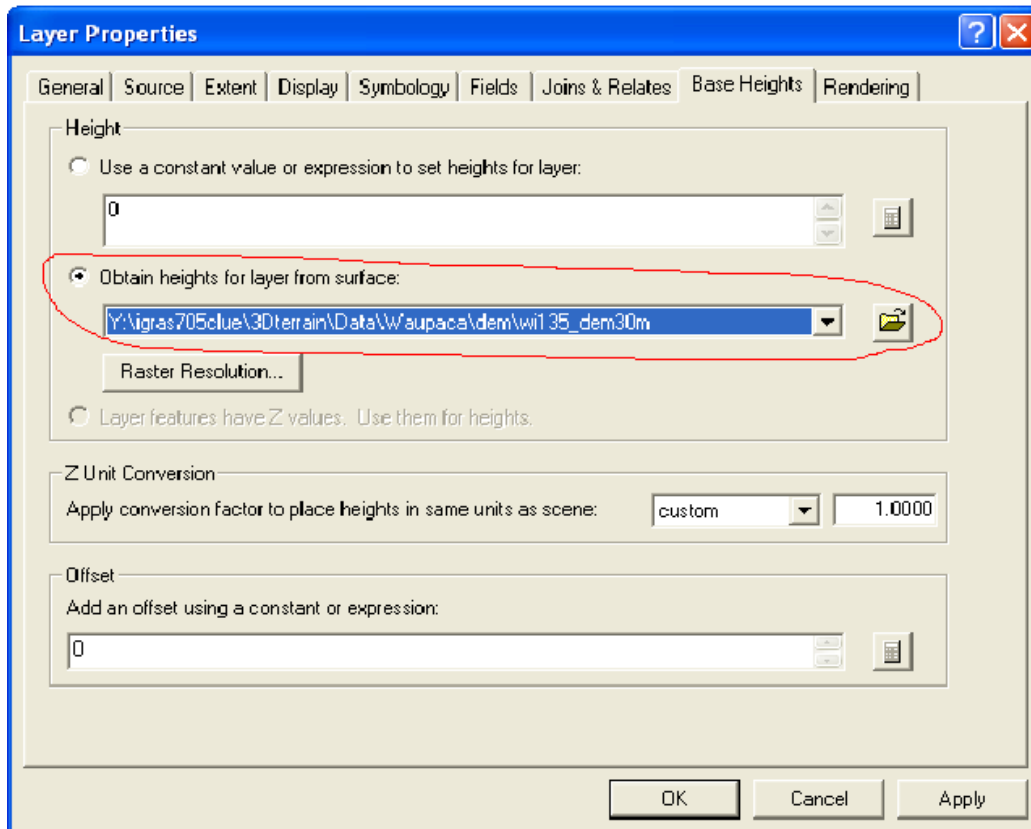 Layer Properties
General Source Extent Display Symbology Fields Joins & Relates Base Heights Rendering
Height
Use a constant value or expression to set heights for layer:
0
Obtain heights for layer from surface:
Y:\igras705clue\3Dterrain\Data\Waupaca\dem\wi135_dem30m
Raster Resolution...
Layer features have Z values. Use them for heights.
Z Unit Conversion
Apply conversion factor to place heights in same units as scene: custom 1.0000
Offset
Add an offset using a constant or expression:
0
OK Cancel Apply